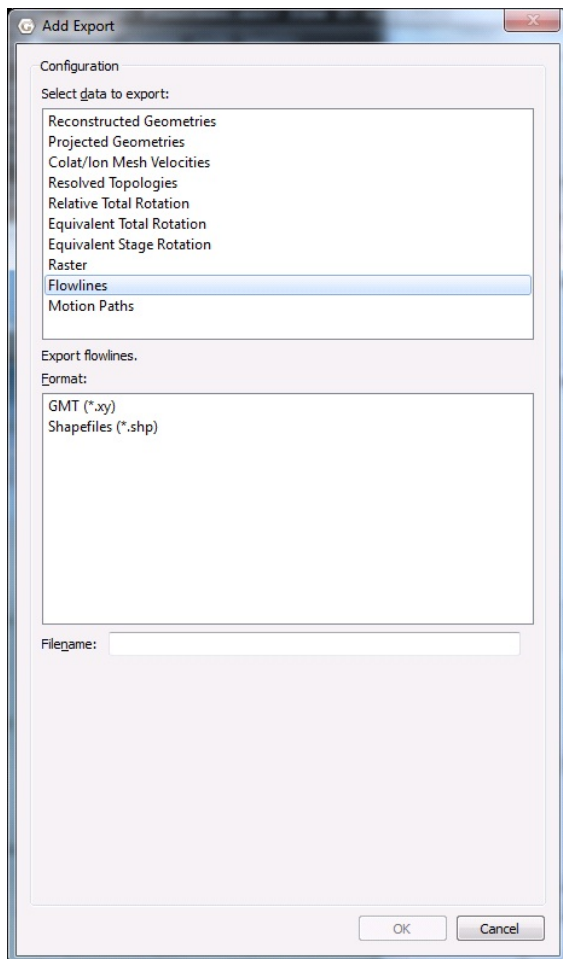 Add Export
Configuration
Select data to export:
Reconstructed Geometries
Projected Geometries
Colat/lon Mesh Velocities
Resolved Topologies
Relative Total Rotation
Equivalent Total Rotation
Equivalent Stage Rotation
Raster
Flowlines
Motion Paths
Export flowlines.
Format:
GMT (*.xy)
Shapefiles (*.shp)
Filename:
OK
Cancel